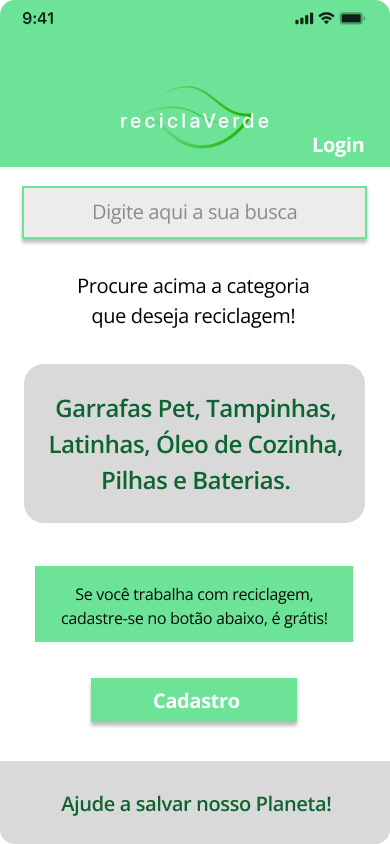 9:41
reciclaVerde
Login
Digite aqui a sua busca
Procure acima a categoria
que deseja reciclagem!
Garrafas Pet, Tampinhas,
Latinhas, Óleo de Cozinha,
Pilhas e Baterias.
Se você trabalha com reciclagem,
cadastre-se no botão abaixo, é grátis!
Cadastro
Ajude a salvar nosso Planeta!